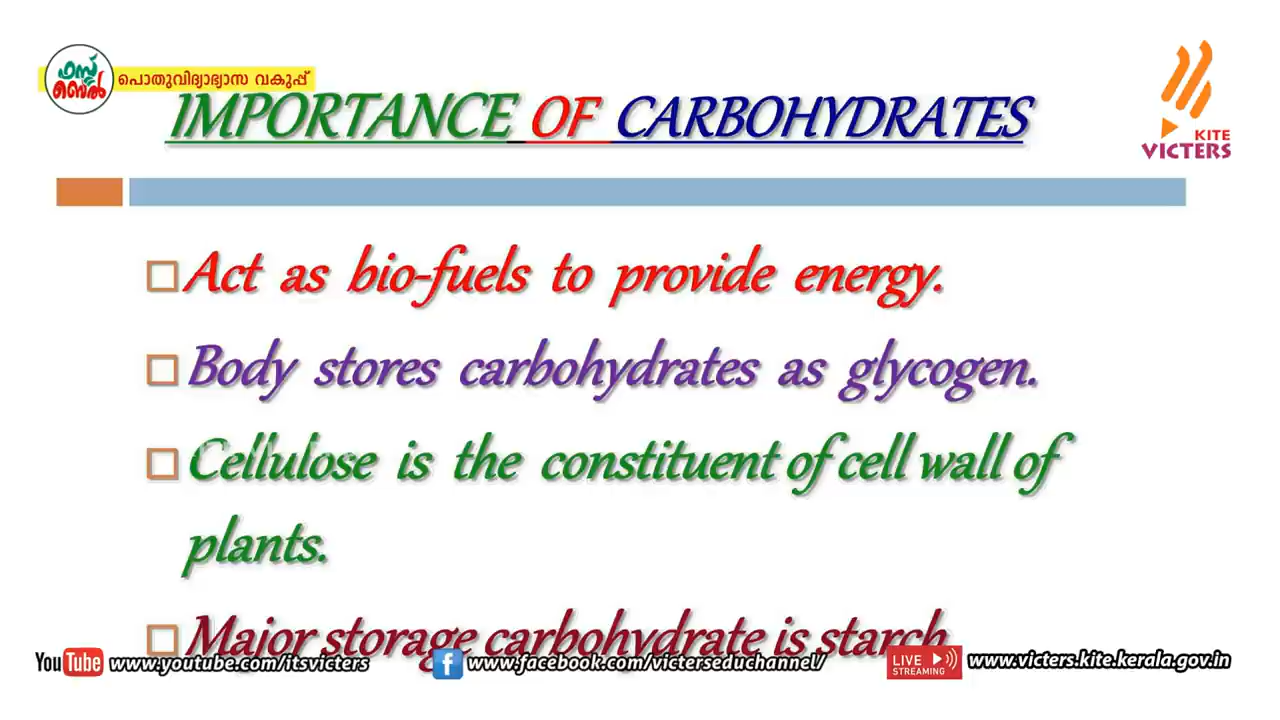 ഫസ്റ്റ് ബെൽ
പൊതുവിദ്യാഭ്യാസ വകുപ്പ്
IMPORTANCE OF CARBOHYDRATES
KITE
VICTERS
Act as bio-fuels to provide energy.
Body stores carbohydrates as glycogen.
Cellulose is the constituent of cell wall of
plants.
Major storage carbohydrate is starch
YouTube www.youtube.com/itsvicters
f www.facebook.com/victerseduchannel/
LIVE STREAMING www.victers.kite.kerala.gov.in